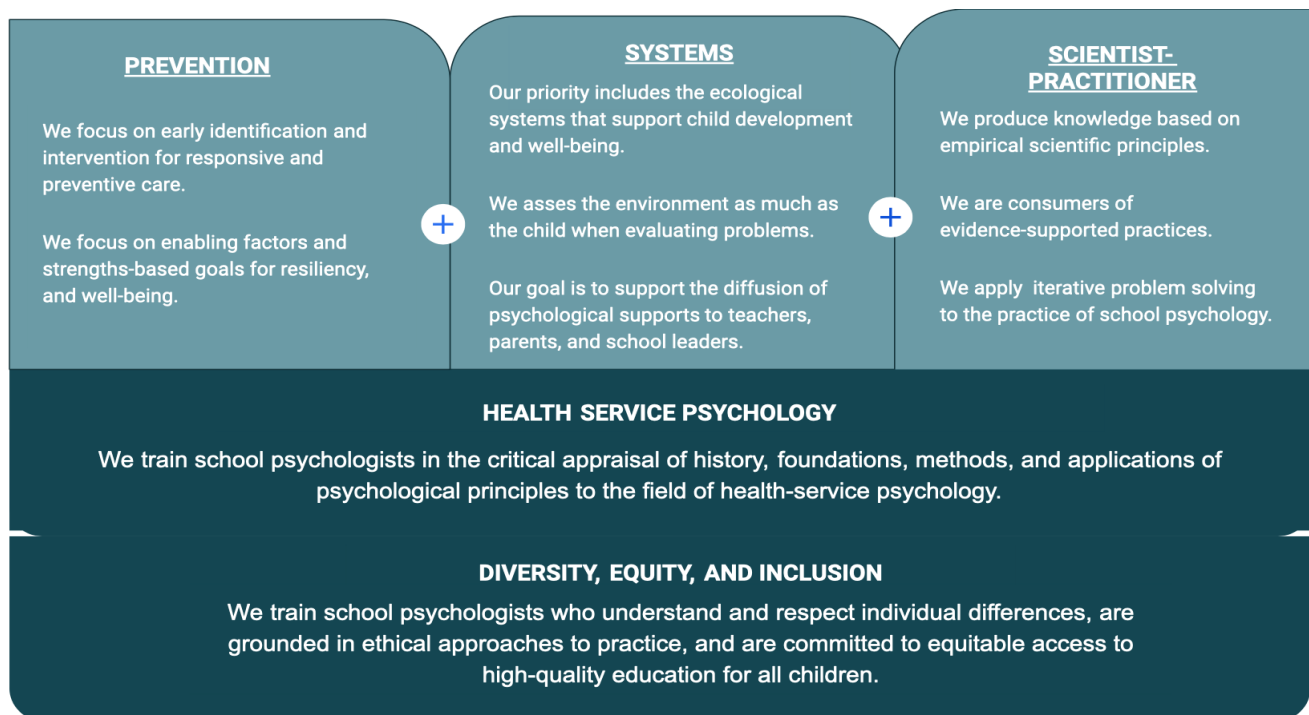 PREVENTION
We focus on early identification and
intervention for responsive and
preventive care.
We focus on enabling factors and
strengths-based goals for resiliency,
and well-being.
+
SYSTEMS
Our priority includes the ecological
systems that support child development
and well-being.
We asses the environment as much as
the child when evaluating problems.
Our goal is to support the diffusion of
psychological supports to teachers,
parents, and school leaders.
+
SCIENTIST-
PRACTITIONER
We produce knowledge based on
empirical scientific principles.
We are consumers of
evidence-supported practices.
We apply  iterative problem solving
to the practice of school psychology.
HEALTH SERVICE PSYCHOLOGY
We train school psychologists in the critical appraisal of history, foundations, methods, and applications of
psychological principles to the field of health-service psychology.
DIVERSITY, EQUITY, AND INCLUSION
We train school psychologists who understand and respect individual differences, are
grounded in ethical approaches to practice, and are committed to equitable access to
high-quality education for all children.